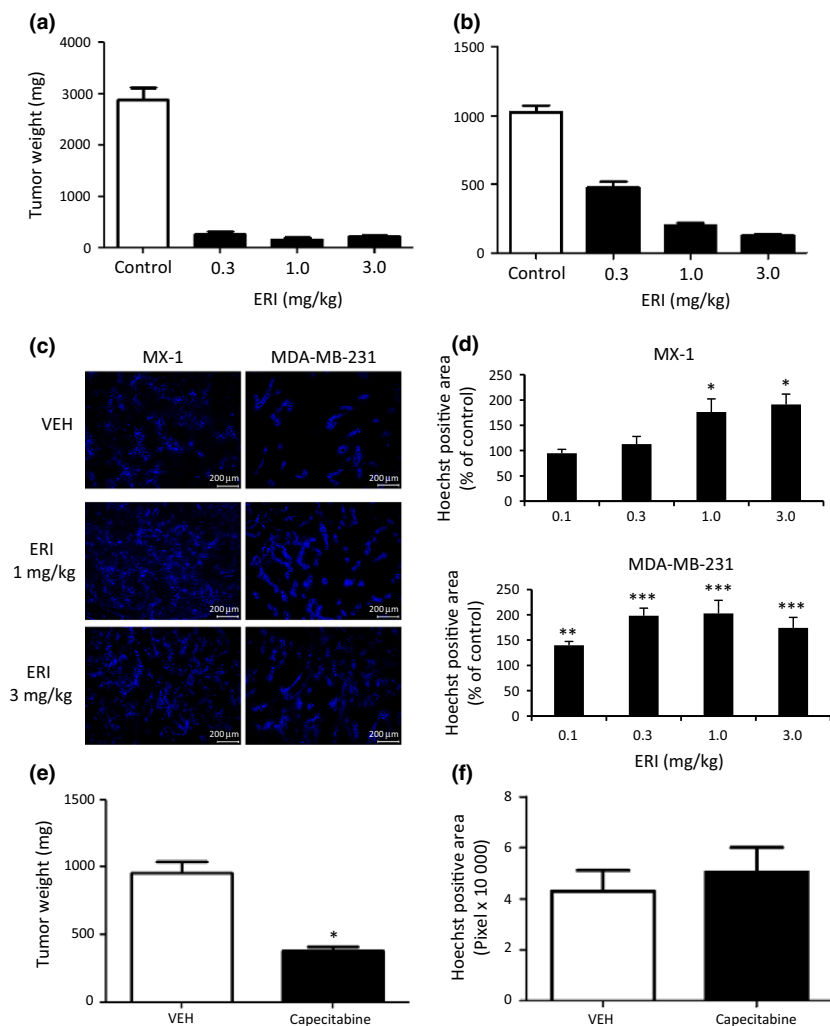 (a)
4000
3000
2000
1000
0
Tumor weight (mg)
Control 0.3 1.0 3.0
ERI (mg/kg)
(b)
1500
1000
500
0
Control 0.3 1.0 3.0
ERI (mg/kg)
(c)
MX-1 MDA-MB-231
VEH
200 µm 200 µm
ERI
1 mg/kg
200 µm 200 µm
ERI
3 mg/kg
200 µm 200 µm
(d)
MX-1
Hoechst positive area
(% of control)
250
200
150
100
50
0
* *
0.1 0.3 1.0 3.0
MDA-MB-231
Hoechst positive area
(% of control)
250
200
150
100
50
0
** *** *** ***
0.1 0.3 1.0 3.0
ERI (mg/kg)
(e)
Tumor weight (mg)
1500
1000
500
0
*
VEH Capecitabine
(f)
Hoechst positive area
(Pixel x 10 000)
8
6
4
2
0
VEH Capecitabine